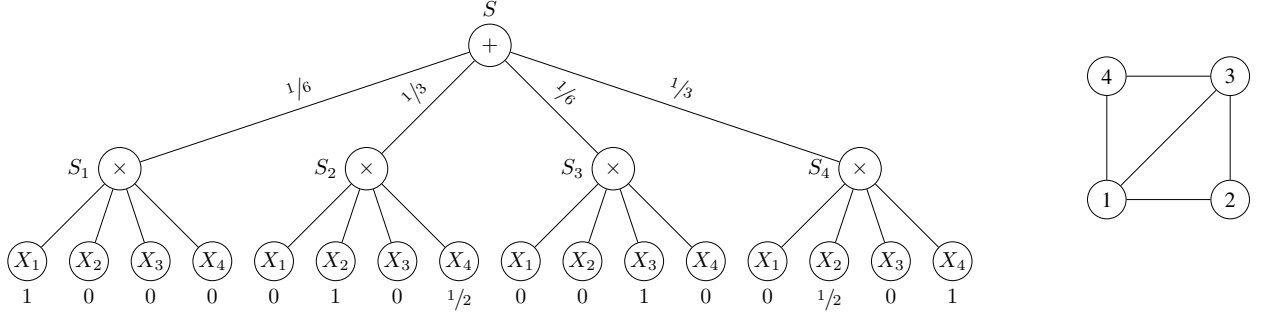 S
+
1/6 1/3 1/6 1/3
4 3
S₁ × S₂ × S₃ × S₄ ×
1 2
X₁ X₂ X₃ X₄ X₁ X₂ X₃ X₄ X₁ X₂ X₃ X₄ X₁ X₂ X₃ X₄
1 0 0 0 0 1 0 1/2 0 0 1 0 0 1/2 0 1